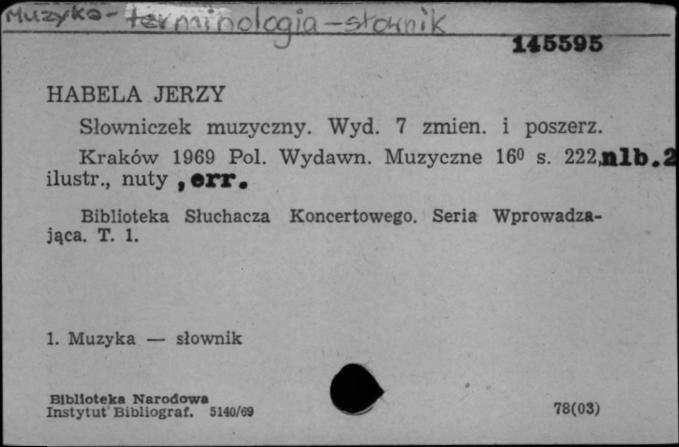 Muzyka - terminologia - słownik
145595
HABELA JERZY
Słowniczek muzyczny. Wyd. 7 zmien. i poszerz.
Kraków 1969 Pol. Wydawn. Muzyczne 16⁰ s. 222,nlb.2
ilustr., nuty , err.
Biblioteka Słuchacza Koncertowego. Seria Wprowadza-
jąca. T. 1.
1. Muzyka — słownik
Biblioteka Narodowa
Instytut Bibliograf. 5140/69
78(03)